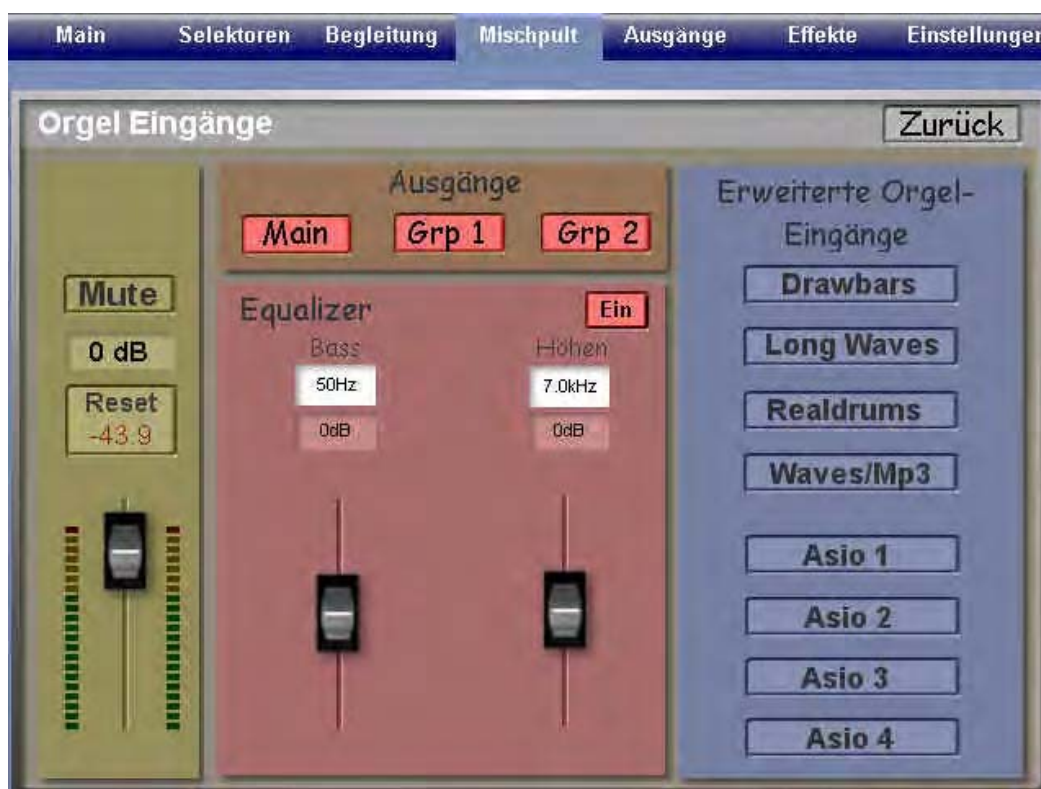 Main Selektoren Begleitung Mischpult Ausgänge Effekte Einstellungen
Orgel Eingänge
Zurück
Mute
0 dB
Reset
-43.9
Ausgänge
Main Grp 1 Grp 2
Equalizer
Ein
Bass Höhen
50Hz 7.0kHz
0dB 0dB
Erweiterte Orgel-
Eingänge
Drawbars
Long Waves
Realdrums
Waves/Mp3
Asio 1
Asio 2
Asio 3
Asio 4